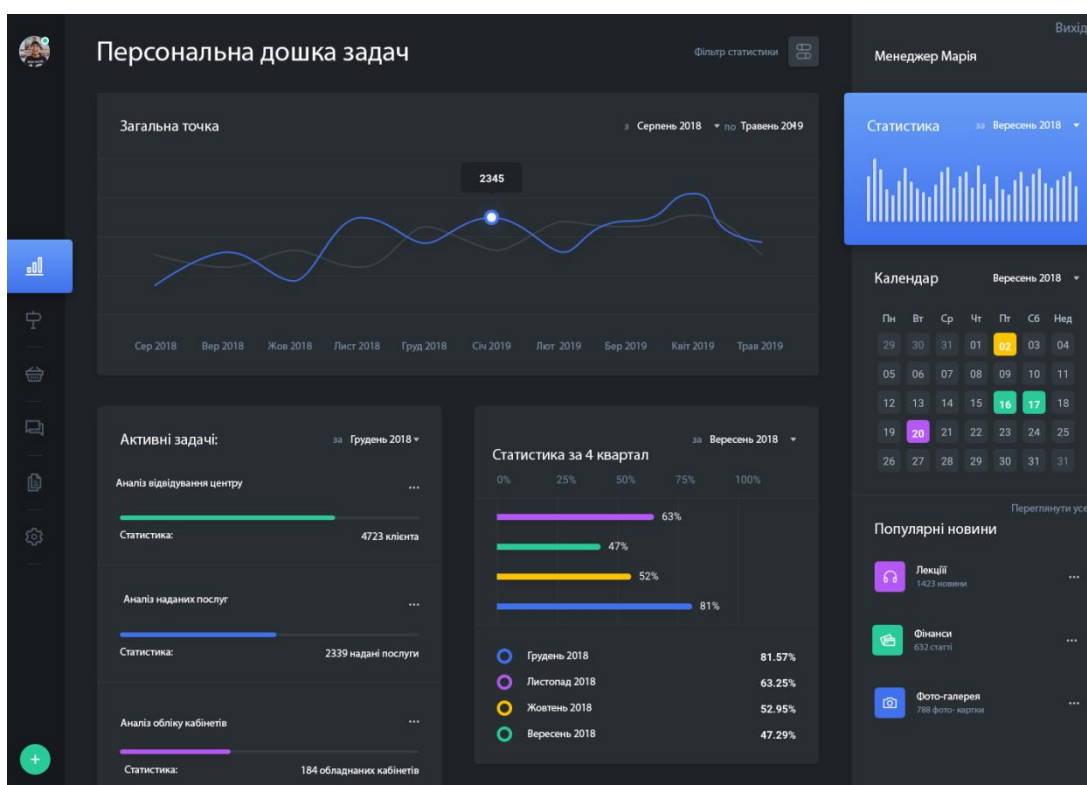 Вихід
Персональна дошка задач
Фільтр статистики
Менеджер Марія
Загальна точка
з Серпень 2018 по Травень 2019
2345
Сер 2018 Вер 2018 Жов 2018 Лист 2018 Груд 2018 Січ 2019 Лют 2019 Бер 2019 Квіт 2019 Трав 2019
Статистика за Вересень 2018
Календар Вересень 2018
Пн Вт Ср Чт Пт Сб Нед
29 30 31 01 02 03 04
05 06 07 08 09 10 11
12 13 14 15 16 17 18
19 20 21 22 23 24 25
26 27 28 29 30 31 31
Активні задачі: за Грудень 2018
Аналіз відвідування центру
Статистика: 4723 клієнта
Аналіз наданих послуг
Статистика: 2339 надані послуги
Аналіз обліку кабінетів
Статистика: 184 обладнаних кабінетів
за Вересень 2018
Статистика за 4 квартал
0% 25% 50% 75% 100%
63%
47%
52%
81%
Грудень 2018 81.57%
Листопад 2018 63.25%
Жовтень 2018 52.95%
Вересень 2018 47.29%
Переглянути усе
Популярні новини
Лекціїї
1423 новини
Фінанси
632 статті
Фото-галерея
788 фото- картки